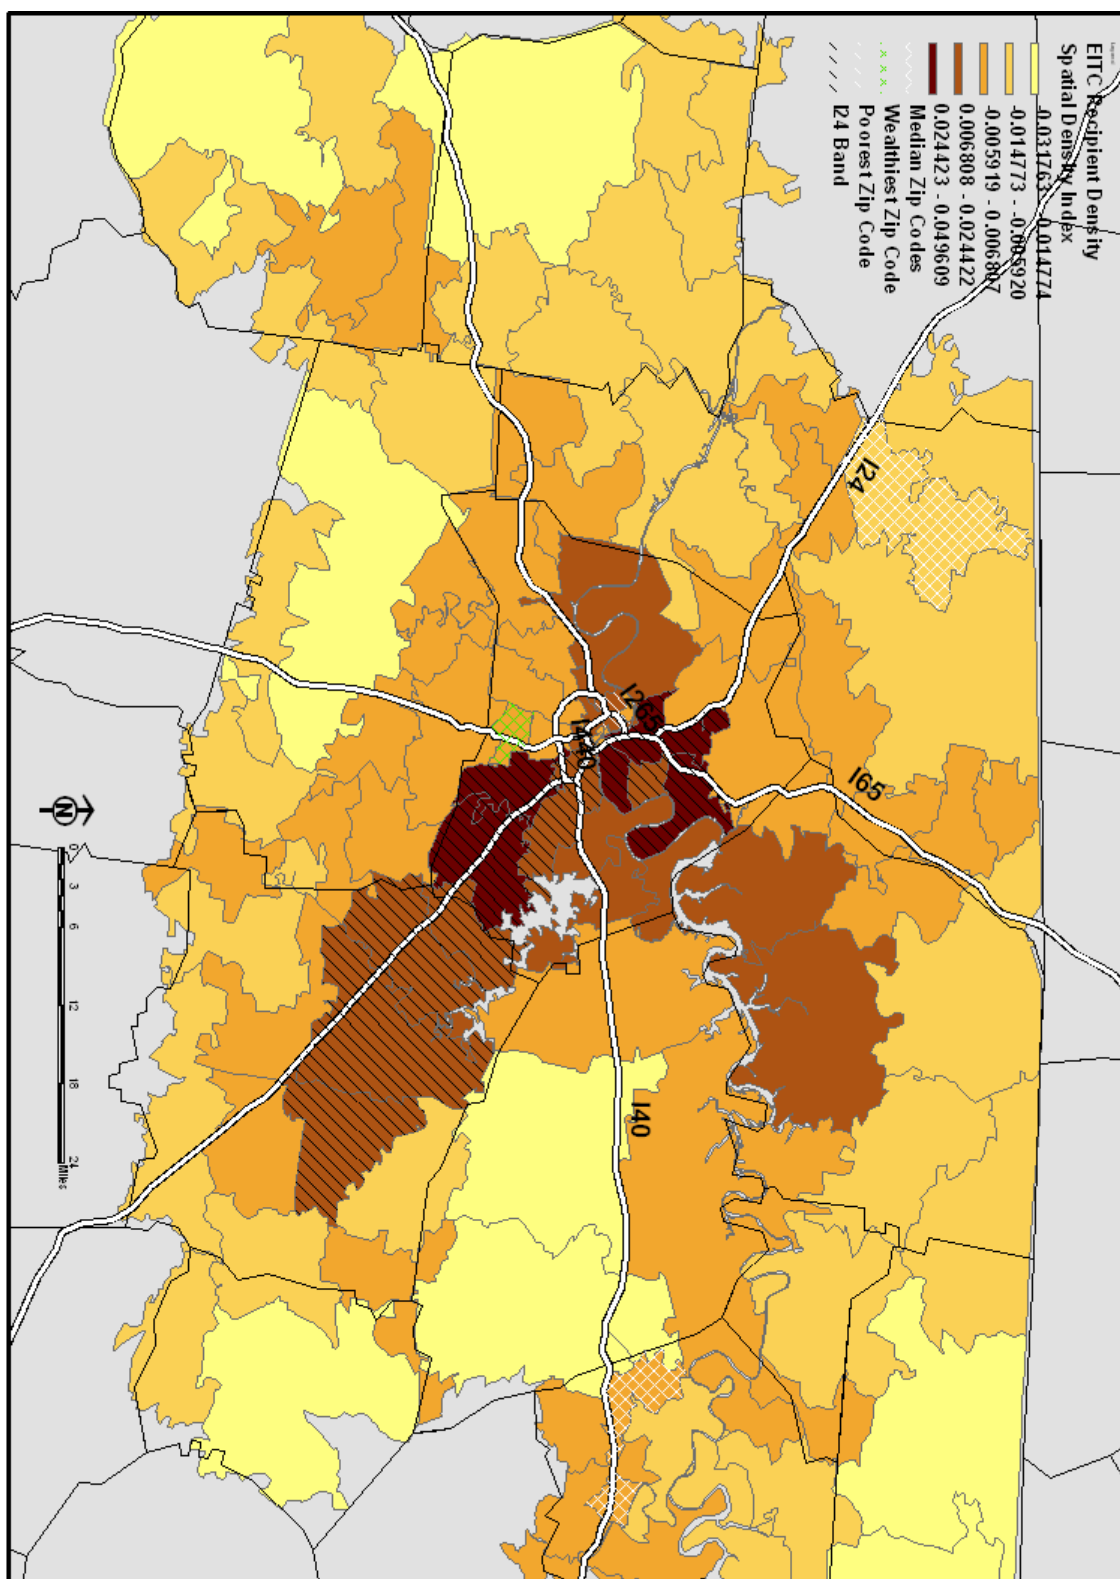 Legend
EITC Recipient Density
Spatial Density Index
-0.031763 - -0.014774
-0.014773 - -0.005920
-0.005919 - 0.006807
0.006808 - 0.024422
0.024423 - 0.049609
Median Zip Codes
Wealthiest Zip Code
Poorest Zip Code
I24 Band
I24
I65
I265
I440
I40
N
0 3 6 12 18 24
Miles